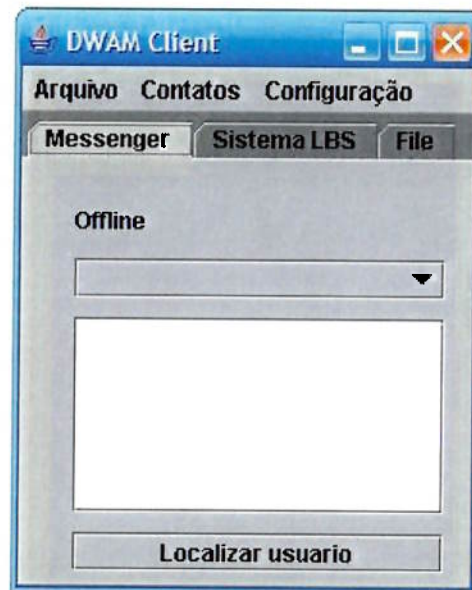 DWAM Client
Arquivo Contatos Configuração
Messenger Sistema LBS File
Offline
Localizar usuario